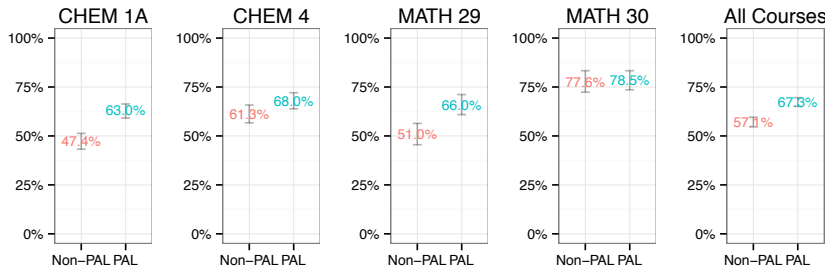 CHEM 1A CHEM 4 MATH 29 MATH 30 All Courses
100% 100% 100% 100% 100%
75% 75% 75% 75% 75%
63.0% 68.0% 66.0% 77.6% 78.5% 67.3%
47.4% 61.3% 51.0% 57.1%
50% 50% 50% 50% 50%
25% 25% 25% 25% 25%
0% 0% 0% 0% 0%
Non-PAL PAL Non-PAL PAL Non-PAL PAL Non-PAL PAL Non-PAL PAL